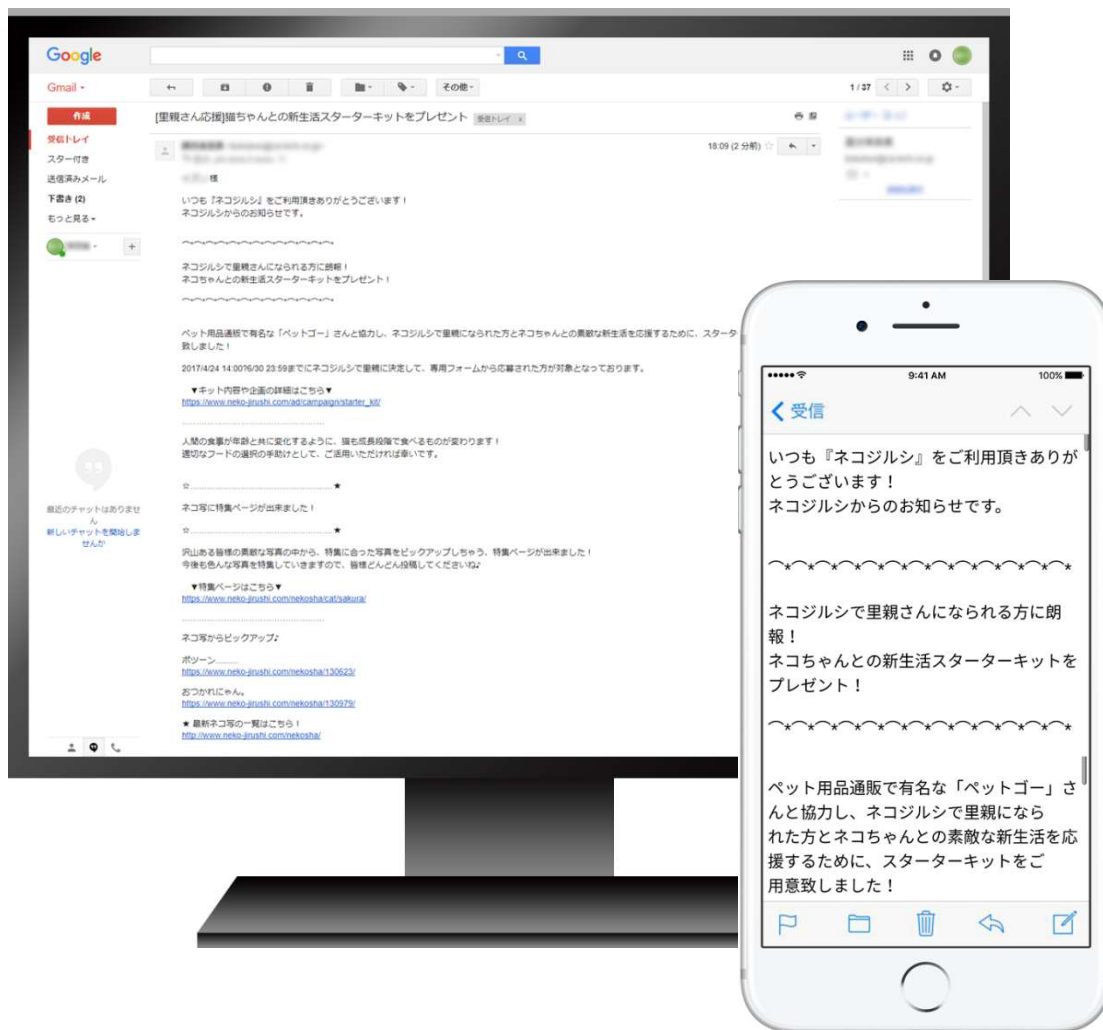 Google
Gmail
その他
1 / 37
作成
[里親さん応援]猫ちゃんとの新生活スターターキットをプレゼント 受信トレイ x
受信トレイ
スター付き
送信済みメール
下書き (2)
もっと見る
18:09 (2 分前)
様
いつも『ネコジルシ』をご利用頂きありがとうございます！
ネコジルシからのお知らせです。
⌒*⌒*⌒*⌒*⌒*⌒*⌒*⌒*⌒*⌒*⌒*⌒*
ネコジルシで里親さんになられる方に朗報！
ネコちゃんとの新生活スターターキットをプレゼント！
⌒*⌒*⌒*⌒*⌒*⌒*⌒*⌒*⌒*⌒*⌒*⌒*
ペット用品通販で有名な「ペットゴー」さんと協力し、ネコジルシで里親になられた方とネコちゃんとの素敵な新生活を応援するために、スタータ
致しました！
2017/4/24 14:00?6/30 23:59までにネコジルシで里親に決定して、専用フォームから応募された方が対象となっております。
▼キット内容や企画の詳細はこちら▼
https://www.neko-jirushi.com/ad/campaign/starter_kit/
人間の食事が年齢と共に変化するように、猫も成長段階で食べるものが変わります！
適切なフードの選択の手助けとして、ご活用いただければ幸いです。
☆.......................................................★
ネコ写に特集ページが出来ました！
☆.......................................................★
沢山ある皆様の素敵な写真の中から、特集に合った写真をピックアップしちゃう、特集ページが出来ました！
今後も色んな写真を特集していきますので、皆様どんどん投稿してくださいね♪
▼特集ページはこちら▼
https://www.neko-jirushi.com/nekosha/cat/sakura/
ネコ写からピックアップ♪
ポツーン.........
https://www.neko-jirushi.com/nekosha/130623/
おつかれにゃん。
https://www.neko-jirushi.com/nekosha/130979/
★ 最新ネコ写の一覧はこちら！
http://www.neko-jirushi.com/nekosha/
最近のチャットはありませ
ん
新しいチャットを開始しま
せんか
9:41 AM
100%
受信
いつも『ネコジルシ』をご利用頂きありが
とうございます！
ネコジルシからのお知らせです。
⌒*⌒*⌒*⌒*⌒*⌒*⌒*⌒*⌒*⌒*⌒*⌒*
ネコジルシで里親さんになられる方に朗
報！
ネコちゃんとの新生活スターターキットを
プレゼント！
⌒*⌒*⌒*⌒*⌒*⌒*⌒*⌒*⌒*⌒*⌒*⌒*
ペット用品通販で有名な「ペットゴー」さ
んと協力し、ネコジルシで里親になら
れた方とネコちゃんとの素敵な新生活を応
援するために、スターターキットをご
用意致しました！